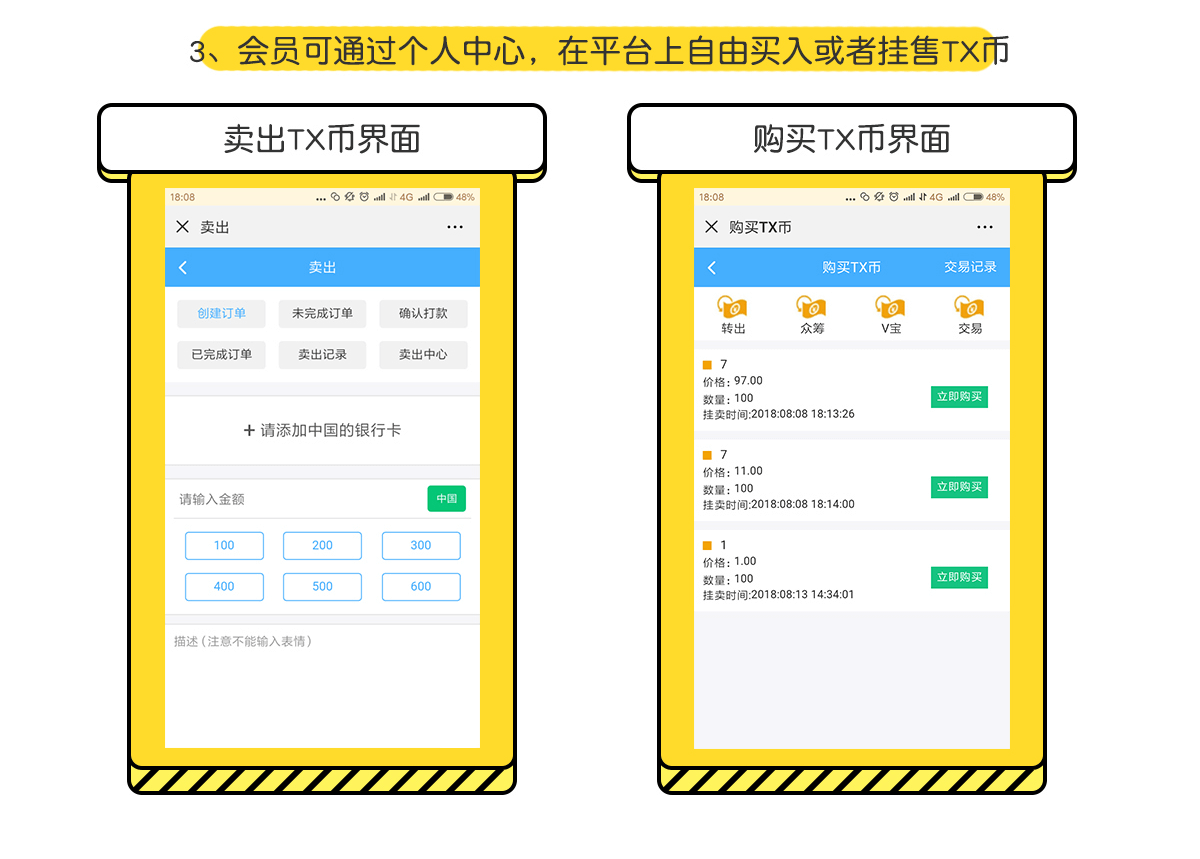 3、会员可通过个人中心，在平台上自由买入或者挂售TX币
卖出TX币界面
18:08
4G
48%
卖出
卖出
创建订单
未完成订单
确认打款
已完成订单
卖出记录
卖出中心
+ 请添加中国的银行卡
请输入金额
中国
100
200
300
400
500
600
描述(注意不能输入表情)
购买TX币界面
18:08
4G
48%
购买TX币
购买TX币
交易记录
转出
众筹
V宝
交易
7
价格：97.00
数量：100
挂卖时间:2018:08:08 18:13:26
立即购买
7
价格：11.00
数量：100
挂卖时间:2018:08:08 18:14:00
立即购买
1
价格：1.00
数量：100
挂卖时间:2018:08:13 14:34:01
立即购买